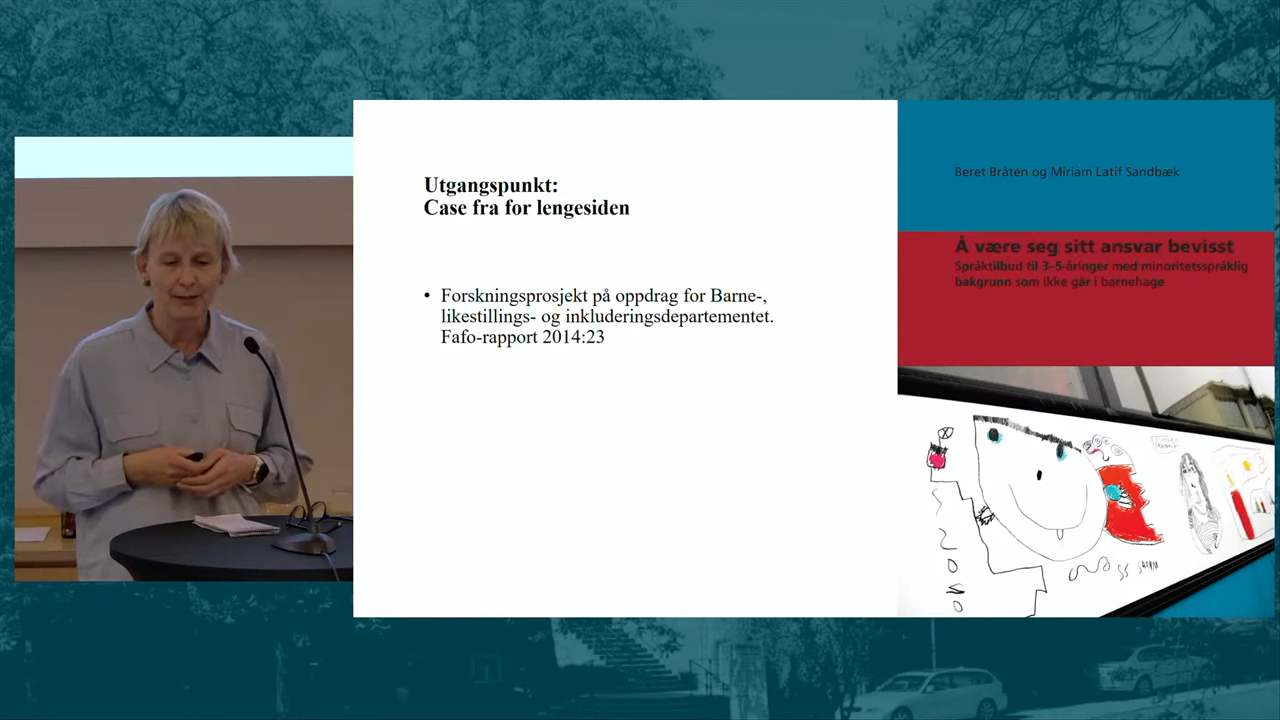 Utgangspunkt:
Case fra for lengesiden
• Forskningsprosjekt på oppdrag for Barne-,
likestillings- og inkluderingsdepartementet.
Fafo-rapport 2014:23
Beret Bråten og Miriam Latif Sandbæk
Å være seg sitt ansvar bevisst
Språktilbud til 3–5-åringer med minoritetsspråklig
bakgrunn som ikke går i barnehage